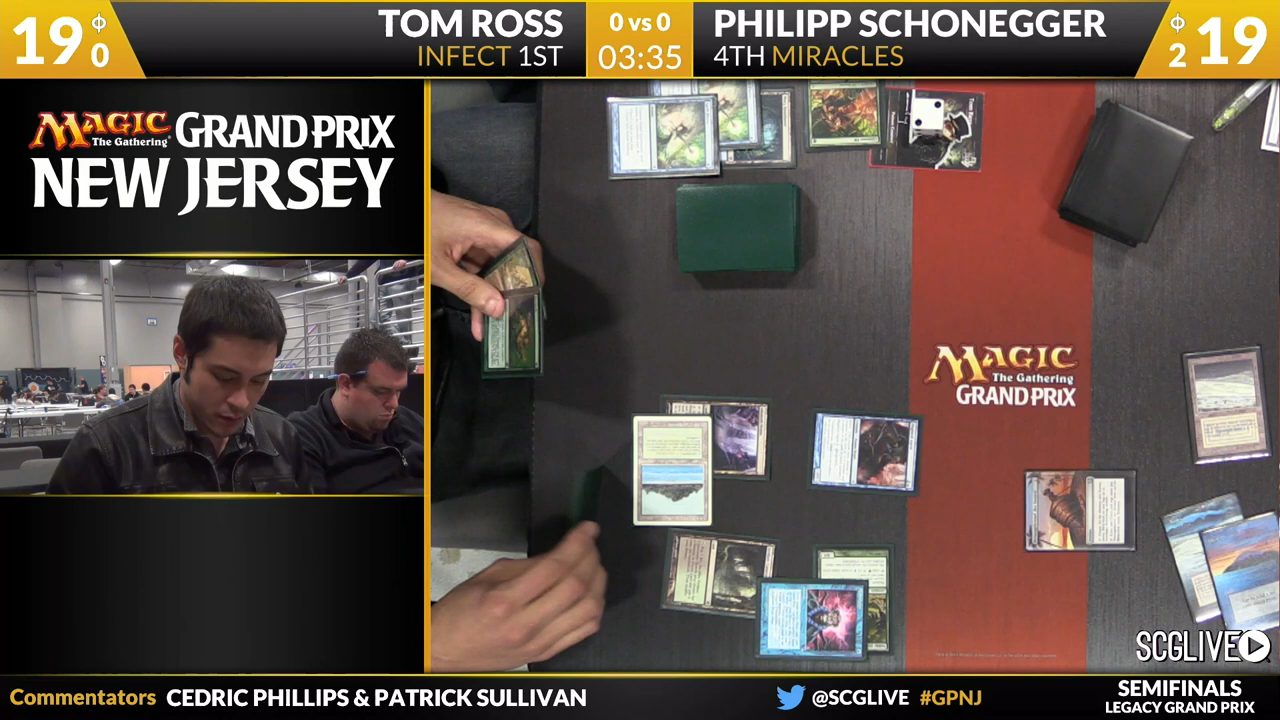 19 ⌽ 0
TOM ROSS
INFECT 1ST
0 vs 0
03:35
PHILIPP SCHONEGGER
4TH MIRACLES
⌽ 2 19
MAGIC
The Gathering®
GRAND PRIX
NEW JERSEY
MAGIC
The Gathering
GRAND PRIX
SCGLIVE
Commentators CEDRIC PHILLIPS & PATRICK SULLIVAN
@SCGLIVE #GPNJ
SEMIFINALS
LEGACY GRAND PRIX